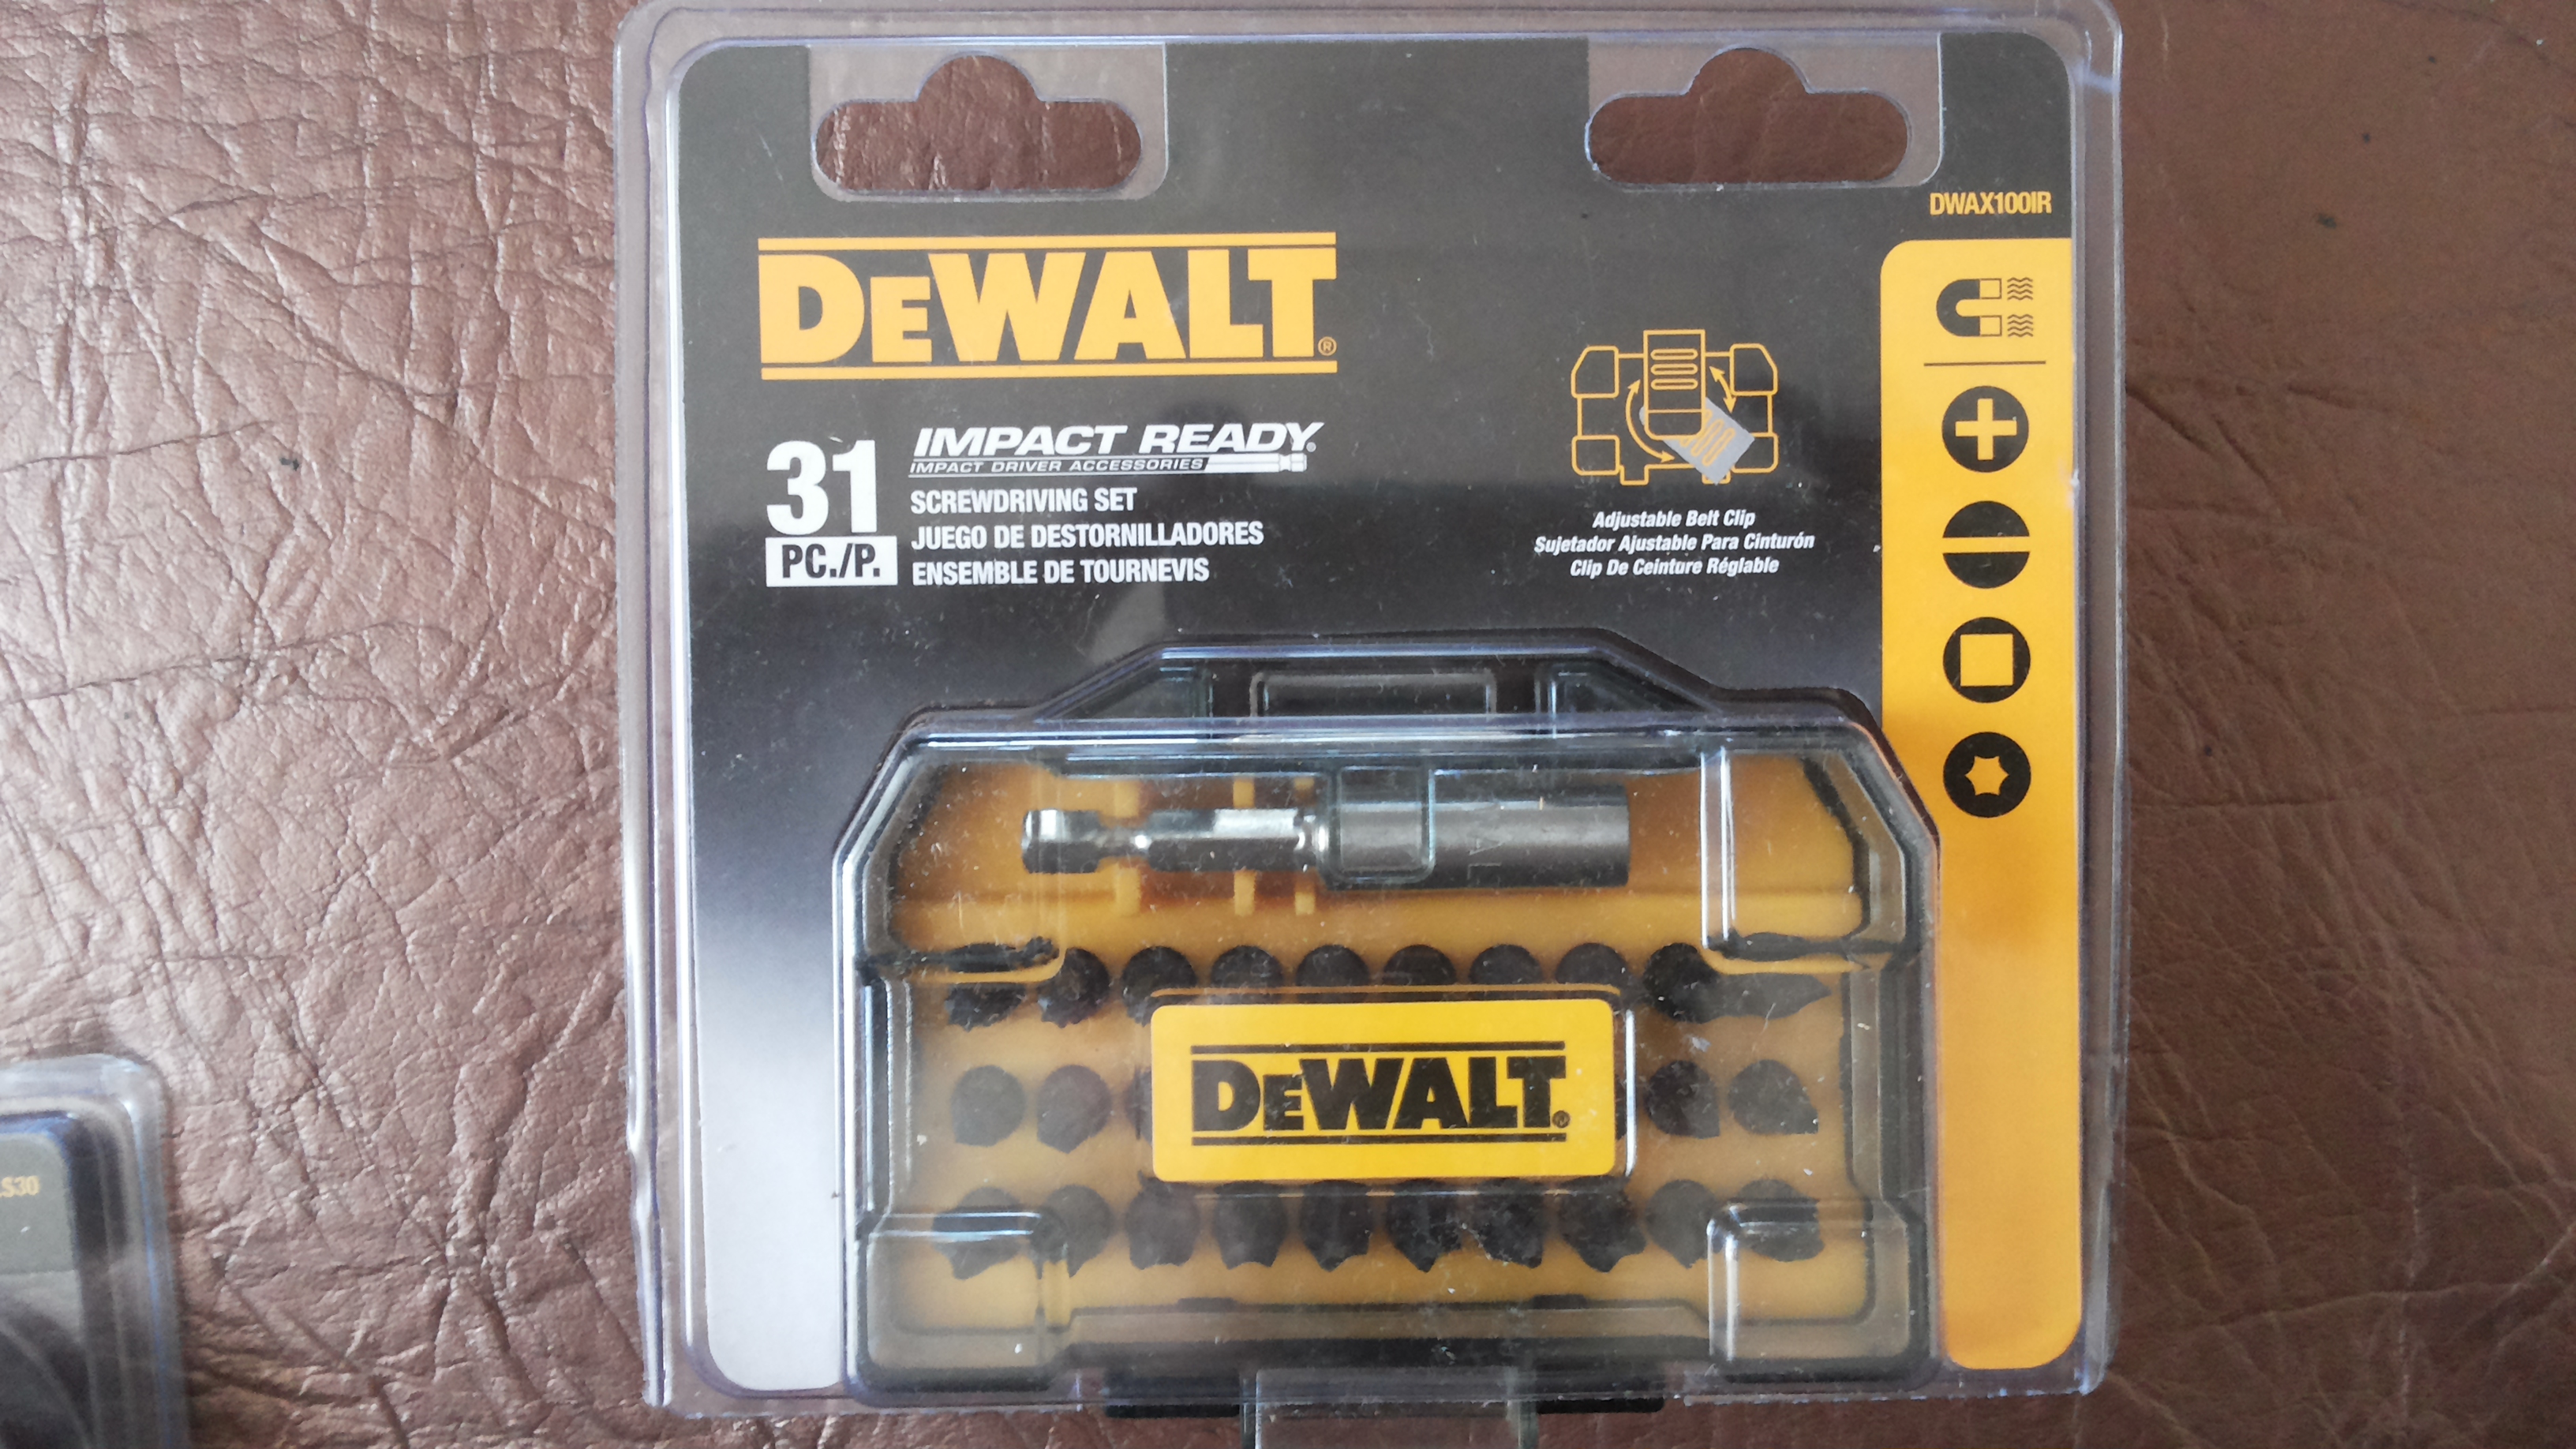 DWAX100IR
DEWALT®
31
PC./P.
IMPACT READY®
IMPACT DRIVER ACCESSORIES
SCREWDRIVING SET
JUEGO DE DESTORNILLADORES
ENSEMBLE DE TOURNEVIS
Adjustable Belt Clip
Sujetador Ajustable Para Cinturón
Clip De Ceinture Réglable
DEWALT®
S30